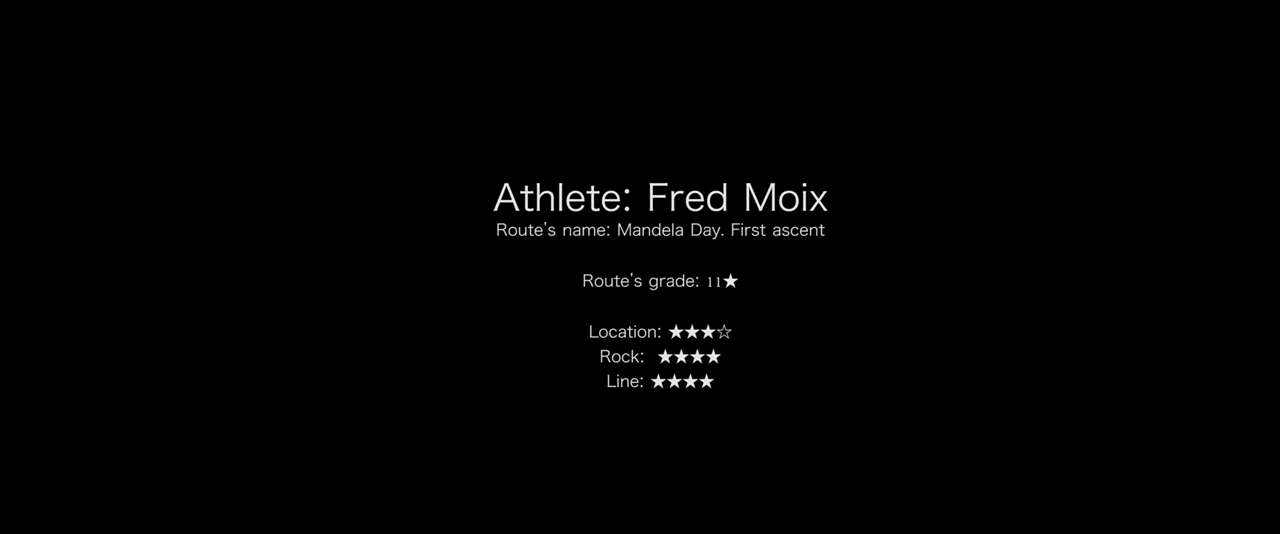 Athlete: Fred Moix
Route's name: Mandela Day. First ascent
Route's grade: 11★
Location: ★★★☆
Rock: ★★★★
Line: ★★★★